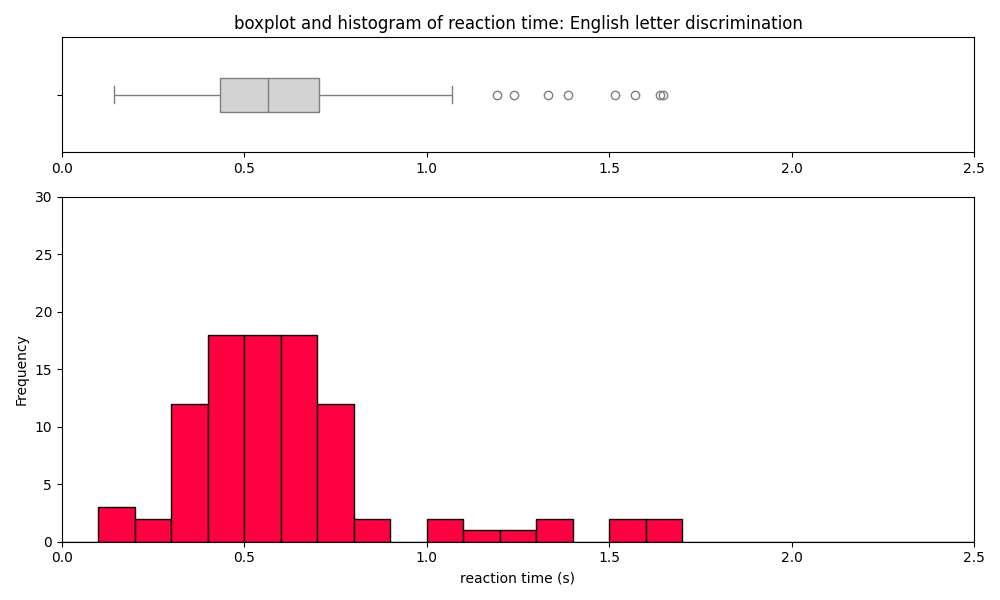 boxplot and histogram of reaction time: English letter discrimination
0.0 0.5 1.0 1.5 2.0 2.5
30
25
20
15
10
5
0
Frequency
0.0 0.5 1.0 1.5 2.0 2.5
reaction time (s)